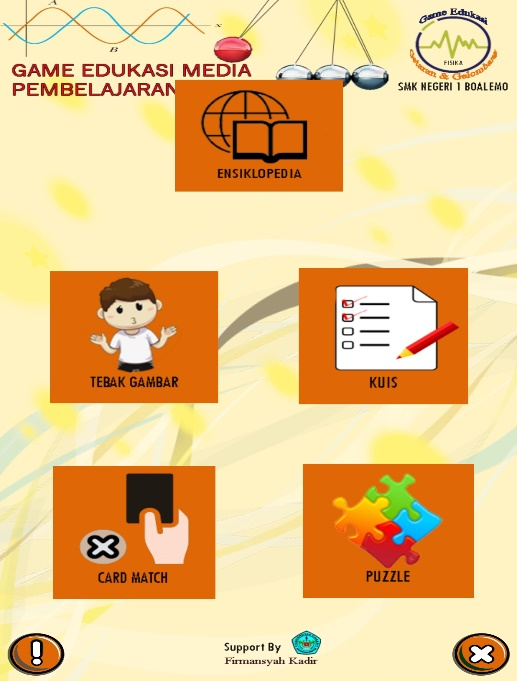 A
x
B
GAME EDUKASI MEDIA
PEMBELAJARAN
Game Edukasi
FISIKA
Getaran & Gelombang
SMK NEGERI 1 BOALEMO
ENSIKLOPEDIA
TEBAK GAMBAR
KUIS
CARD MATCH
PUZZLE
Support By
Firmansyah Kadir